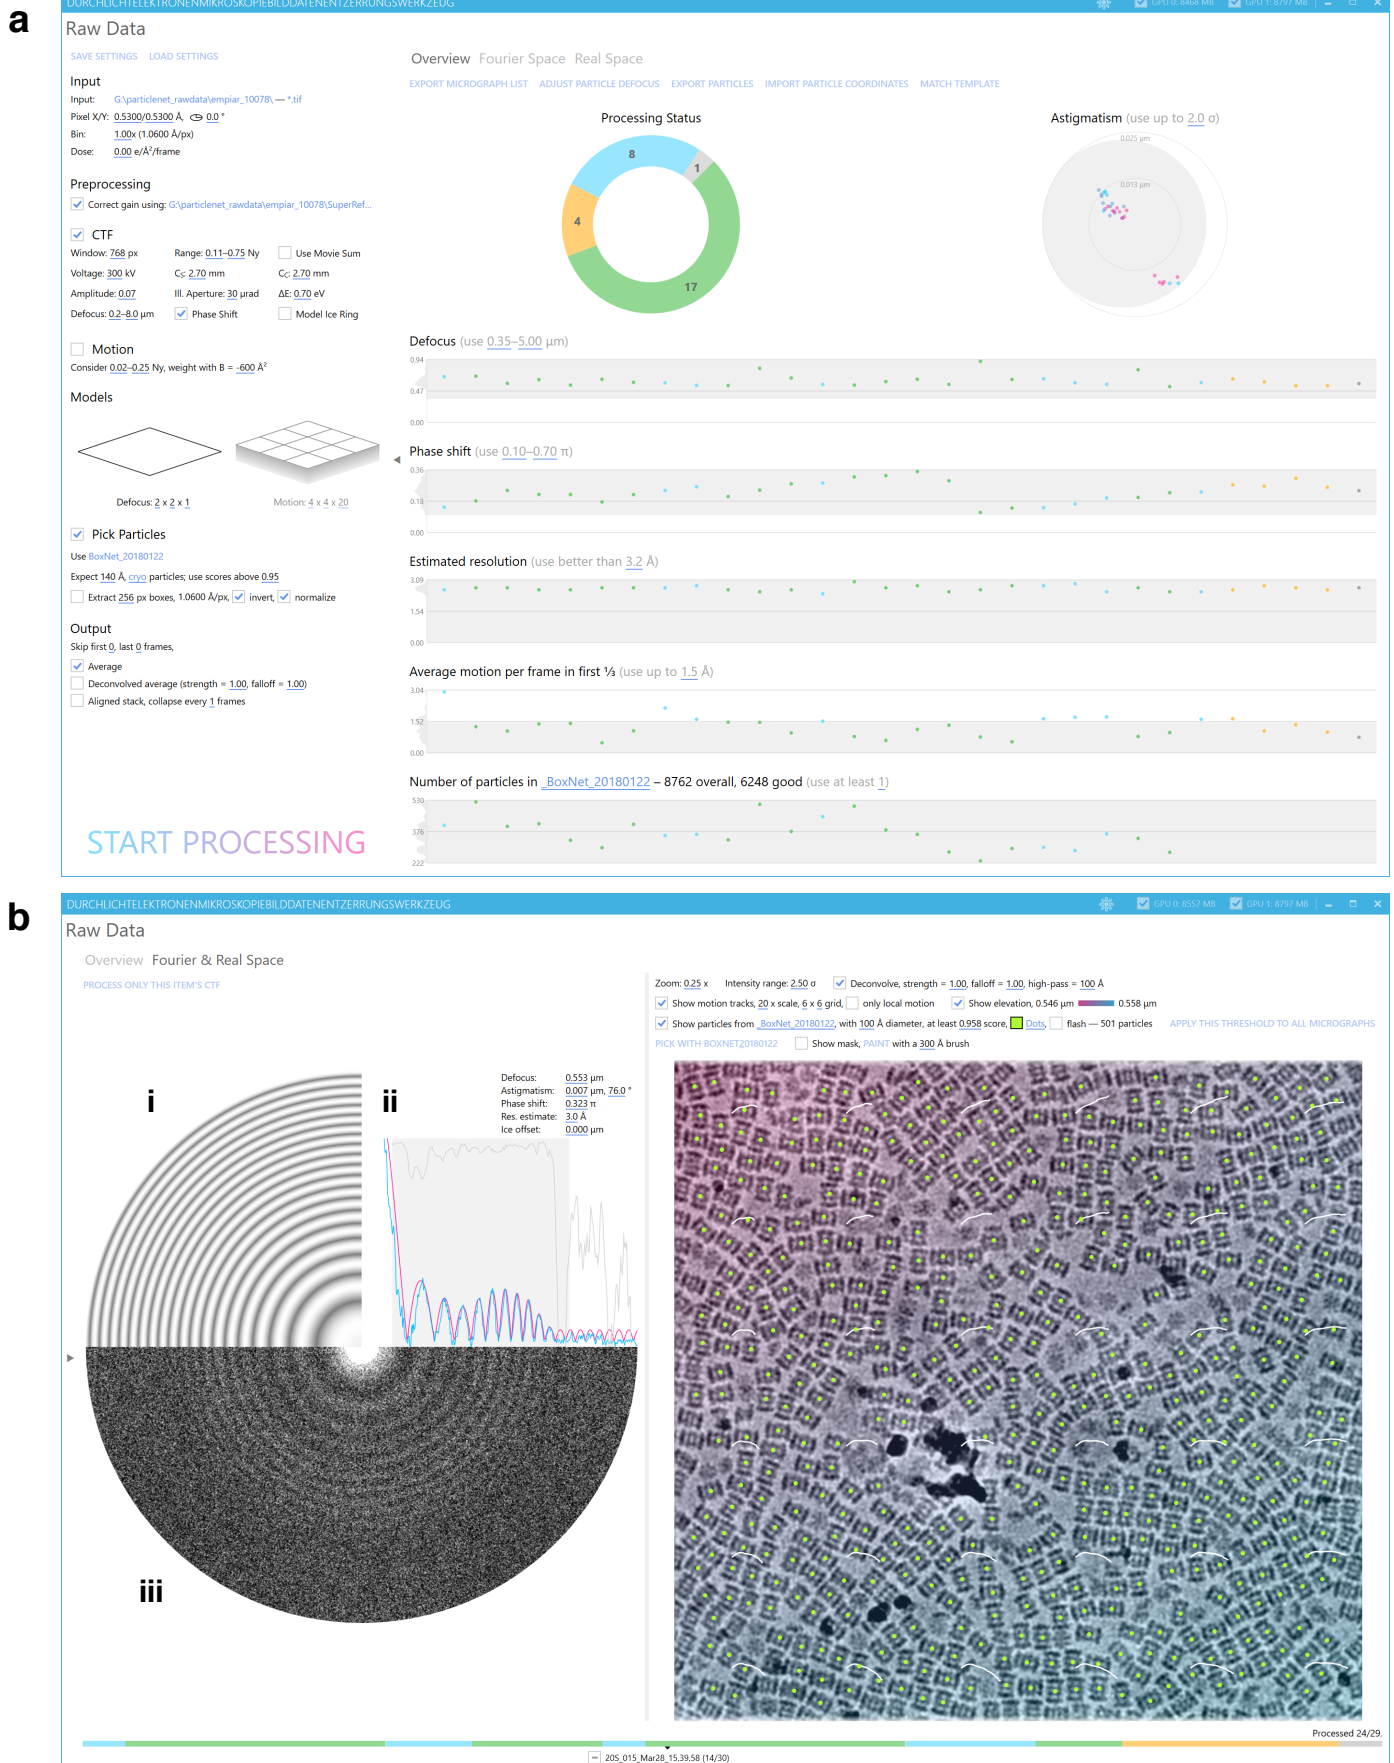 a
DURCHLICHTELEKTRONENMIKROSKOPIEBILDDATENENTZERRUNGSWERKZEUG GPU 0: 8468 MB GPU 1: 8797 MB
Raw Data
SAVE SETTINGS LOAD SETTINGS
Input
Input: G:\particlenet_rawdata\empiar_10078\ — *.tif
Pixel X/Y: 0.5300/0.5300 Å, 0.0 °
Bin: 1.00x (1.0600 Å/px)
Dose: 0.00 e/Å²/frame
Preprocessing
Correct gain using: G:\particlenet_rawdata\empiar_10078\SuperRef...
CTF
Window: 768 px Range: 0.11–0.75 Ny Use Movie Sum
Voltage: 300 kV Cs: 2.70 mm Cc: 2.70 mm
Amplitude: 0.07 Ill. Aperture: 30 µrad ΔE: 0.70 eV
Defocus: 0.2–8.0 µm Phase Shift Model Ice Ring
Motion
Consider 0.02–0.25 Ny, weight with B = -600 Å²
Models
Defocus: 2 x 2 x 1 Motion: 4 x 4 x 20
Pick Particles
Use BoxNet_20180122
Expect 140 Å, cryo particles; use scores above 0.95
Extract 256 px boxes, 1.0600 Å/px, invert, normalize
Output
Skip first 0, last 0 frames,
Average
Deconvolved average (strength = 1.00, falloff = 1.00)
Aligned stack, collapse every 1 frames
START PROCESSING
Overview Fourier Space Real Space
EXPORT MICROGRAPH LIST ADJUST PARTICLE DEFOCUS EXPORT PARTICLES IMPORT PARTICLE COORDINATES MATCH TEMPLATE
Processing Status
8
1
4
17
Astigmatism (use up to 2.0 σ)
0.025 µm
0.013 µm
Defocus (use 0.35–5.00 µm)
0.94
0.47
0.00
Phase shift (use 0.10–0.70 π)
0.36
0.18
0.00
Estimated resolution (use better than 3.2 Å)
3.09
1.54
0.00
Average motion per frame in first ⅓ (use up to 1.5 Å)
3.04
1.52
0.00
Number of particles in _BoxNet_20180122 – 8762 overall, 6248 good (use at least 1)
530
376
222
b
DURCHLICHTELEKTRONENMIKROSKOPIEBILDDATENENTZERRUNGSWERKZEUG GPU 0: 8557 MB GPU 1: 8797 MB
Raw Data
Overview Fourier & Real Space
PROCESS ONLY THIS ITEM'S CTF
i
ii
iii
Defocus: 0.553 µm
Astigmatism: 0.007 µm, 76.0 °
Phase shift: 0.323 π
Res. estimate: 3.0 Å
Ice offset: 0.000 µm
Zoom: 0.25 x Intensity range: 2.50 σ Deconvolve, strength = 1.00, falloff = 1.00, high-pass = 100 Å
Show motion tracks, 20 x scale, 6 x 6 grid, only local motion Show elevation, 0.546 µm 0.558 µm
Show particles from _BoxNet_20180122, with 100 Å diameter, at least 0.958 score, Dots, flash — 501 particles APPLY THIS THRESHOLD TO ALL MICROGRAPHS
PICK WITH BOXNET220180122 Show mask, PAINT with a 300 Å brush
Processed 24/29.
20S_015_Mar28_15.39.58 (14/30)